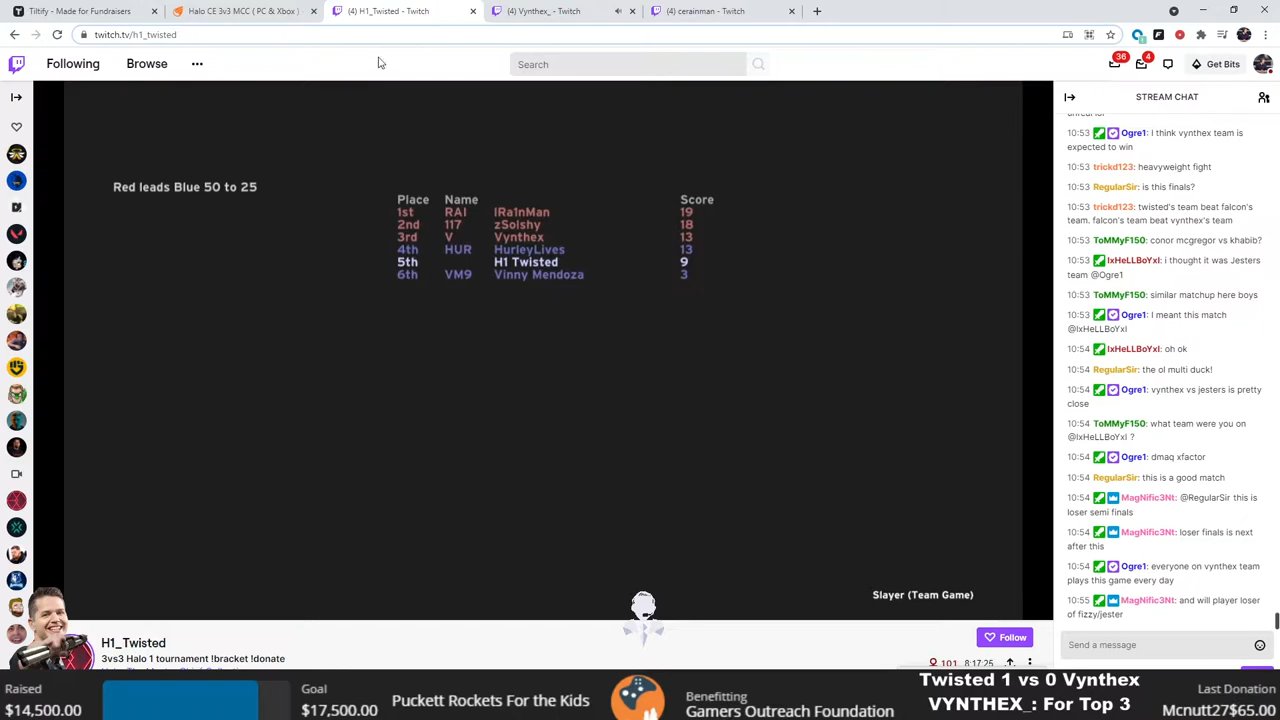 Tiltify - Made for Fundraisers
Halo CE 3v3 MCC ( PC & Xbox )
(4) H1_Twisted - Twitch
(4) Vynthex_ - Twitch
(4) cerainman - Twitch
twitch.tv/h1_twisted
Following
Browse
Search
36
4
Get Bits
STREAM CHAT
Red leads Blue 50 to 25
Place Name Score
1st RAI IRa1nMan 19
2nd 117 zSolshy 18
3rd V Vynthex 13
4th HUR HurleyLives 13
5th H1 Twisted 9
6th VM9 Vinny Mendoza 3
Slayer (Team Game)
10:53 Ogre1: I think vynthex team is
expected to win
10:53 trickd123: heavyweight fight
10:53 RegularSir: is this finals?
10:53 trickd123: twisted's team beat falcon's
team. falcon's team beat vynthex's team
10:53 ToMMyF150: conor mcgregor vs khabib?
10:53 IxHeLLBoYxI: i thought it was Jesters
team @Ogre1
10:53 ToMMyF150: similar matchup here boys
10:53 Ogre1: I meant this match
@IxHeLLBoYxI
10:54 IxHeLLBoYxI: oh ok
10:54 RegularSir: the ol multi duck!
10:54 Ogre1: vynthex vs jesters is pretty
close
10:54 ToMMyF150: what team were you on
@IxHeLLBoYxI ?
10:54 Ogre1: dmaq xfactor
10:54 RegularSir: this is a good match
10:54 MagNific3Nt: @RegularSir this is
loser semi finals
10:54 MagNific3Nt: loser finals is next
after this
10:54 Ogre1: everyone on vynthex team
plays this game every day
10:55 MagNific3Nt: and will player loser
of fizzy/jester
Send a message
H1_Twisted
3vs3 Halo 1 tournament !bracket !donate
Follow
101 8:17:25
Raised
$14,500.00
Goal
$17,500.00
Puckett Rockets For the Kids
Benefitting
Gamers Outreach Foundation
Twisted 1 vs 0 Vynthex
VYNTHEX_: For Top 3
Last Donation
Mcnutt27$65.00